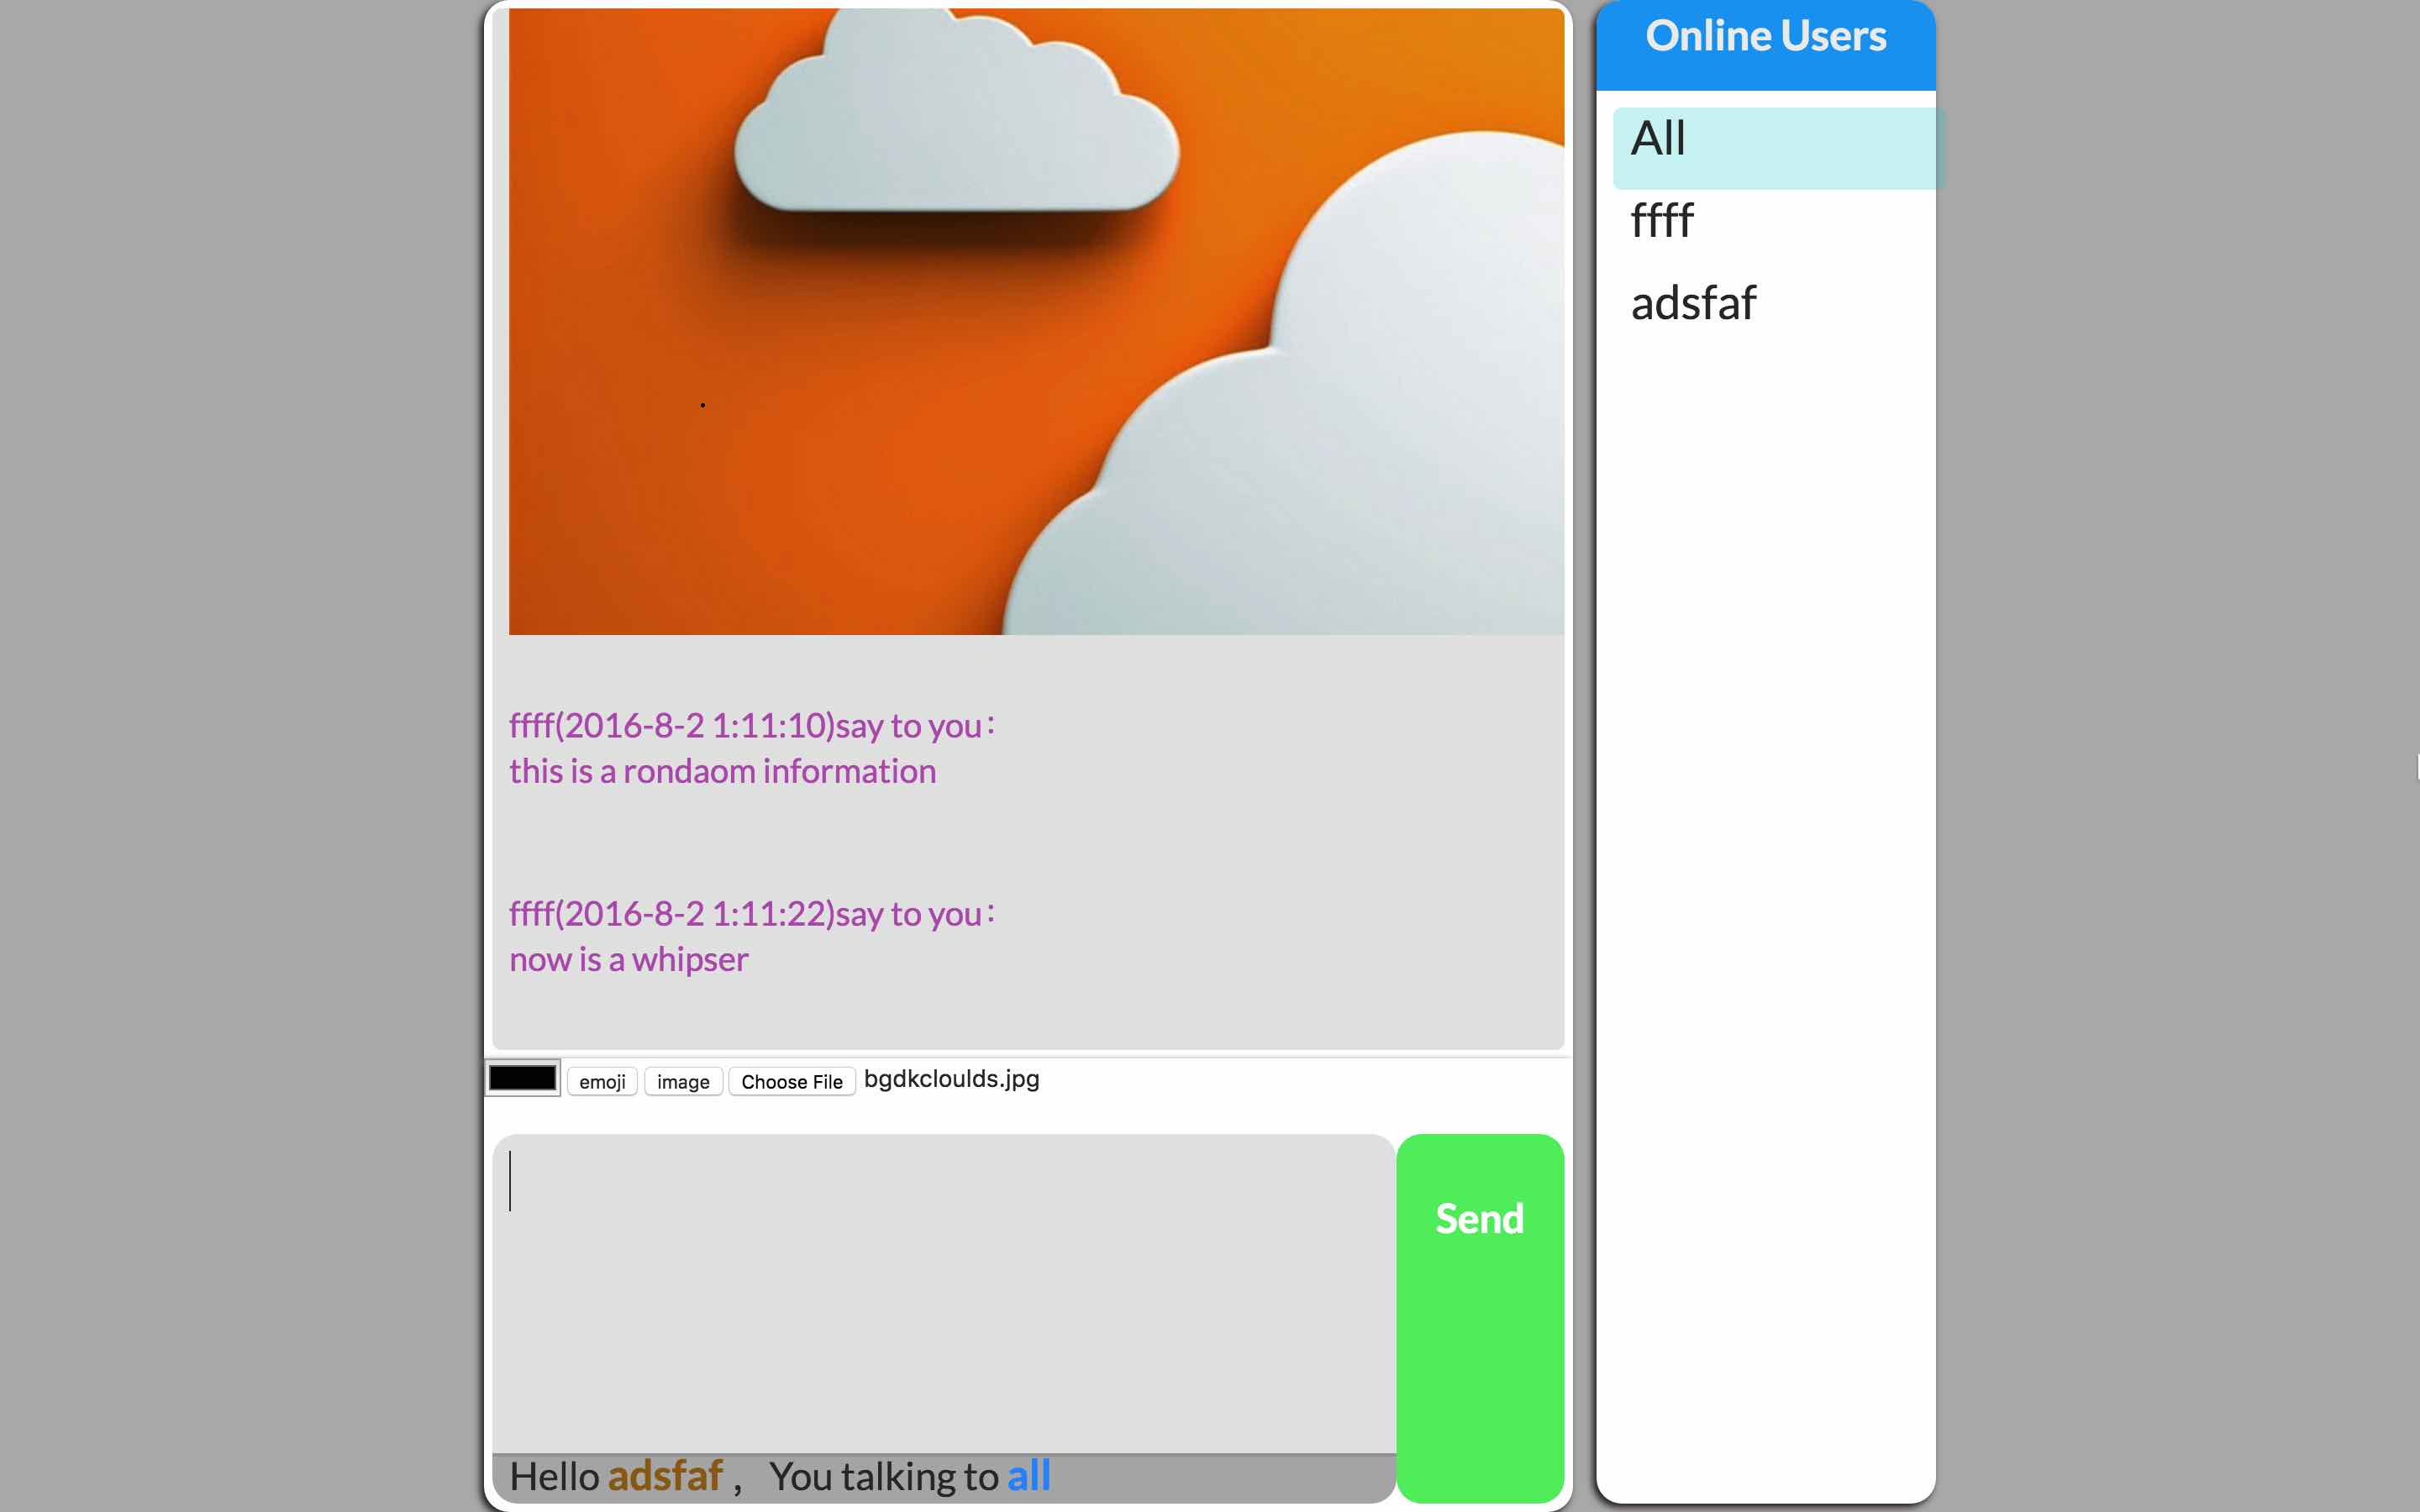 ffff(2016-8-2 1:11:10)say to you：
this is a rondaom information
ffff(2016-8-2 1:11:22)say to you：
now is a whipser
emoji image Choose File bgdkcloulds.jpg
Send
Hello adsfaf ,   You talking to all
Online Users
All
ffff
adsfaf